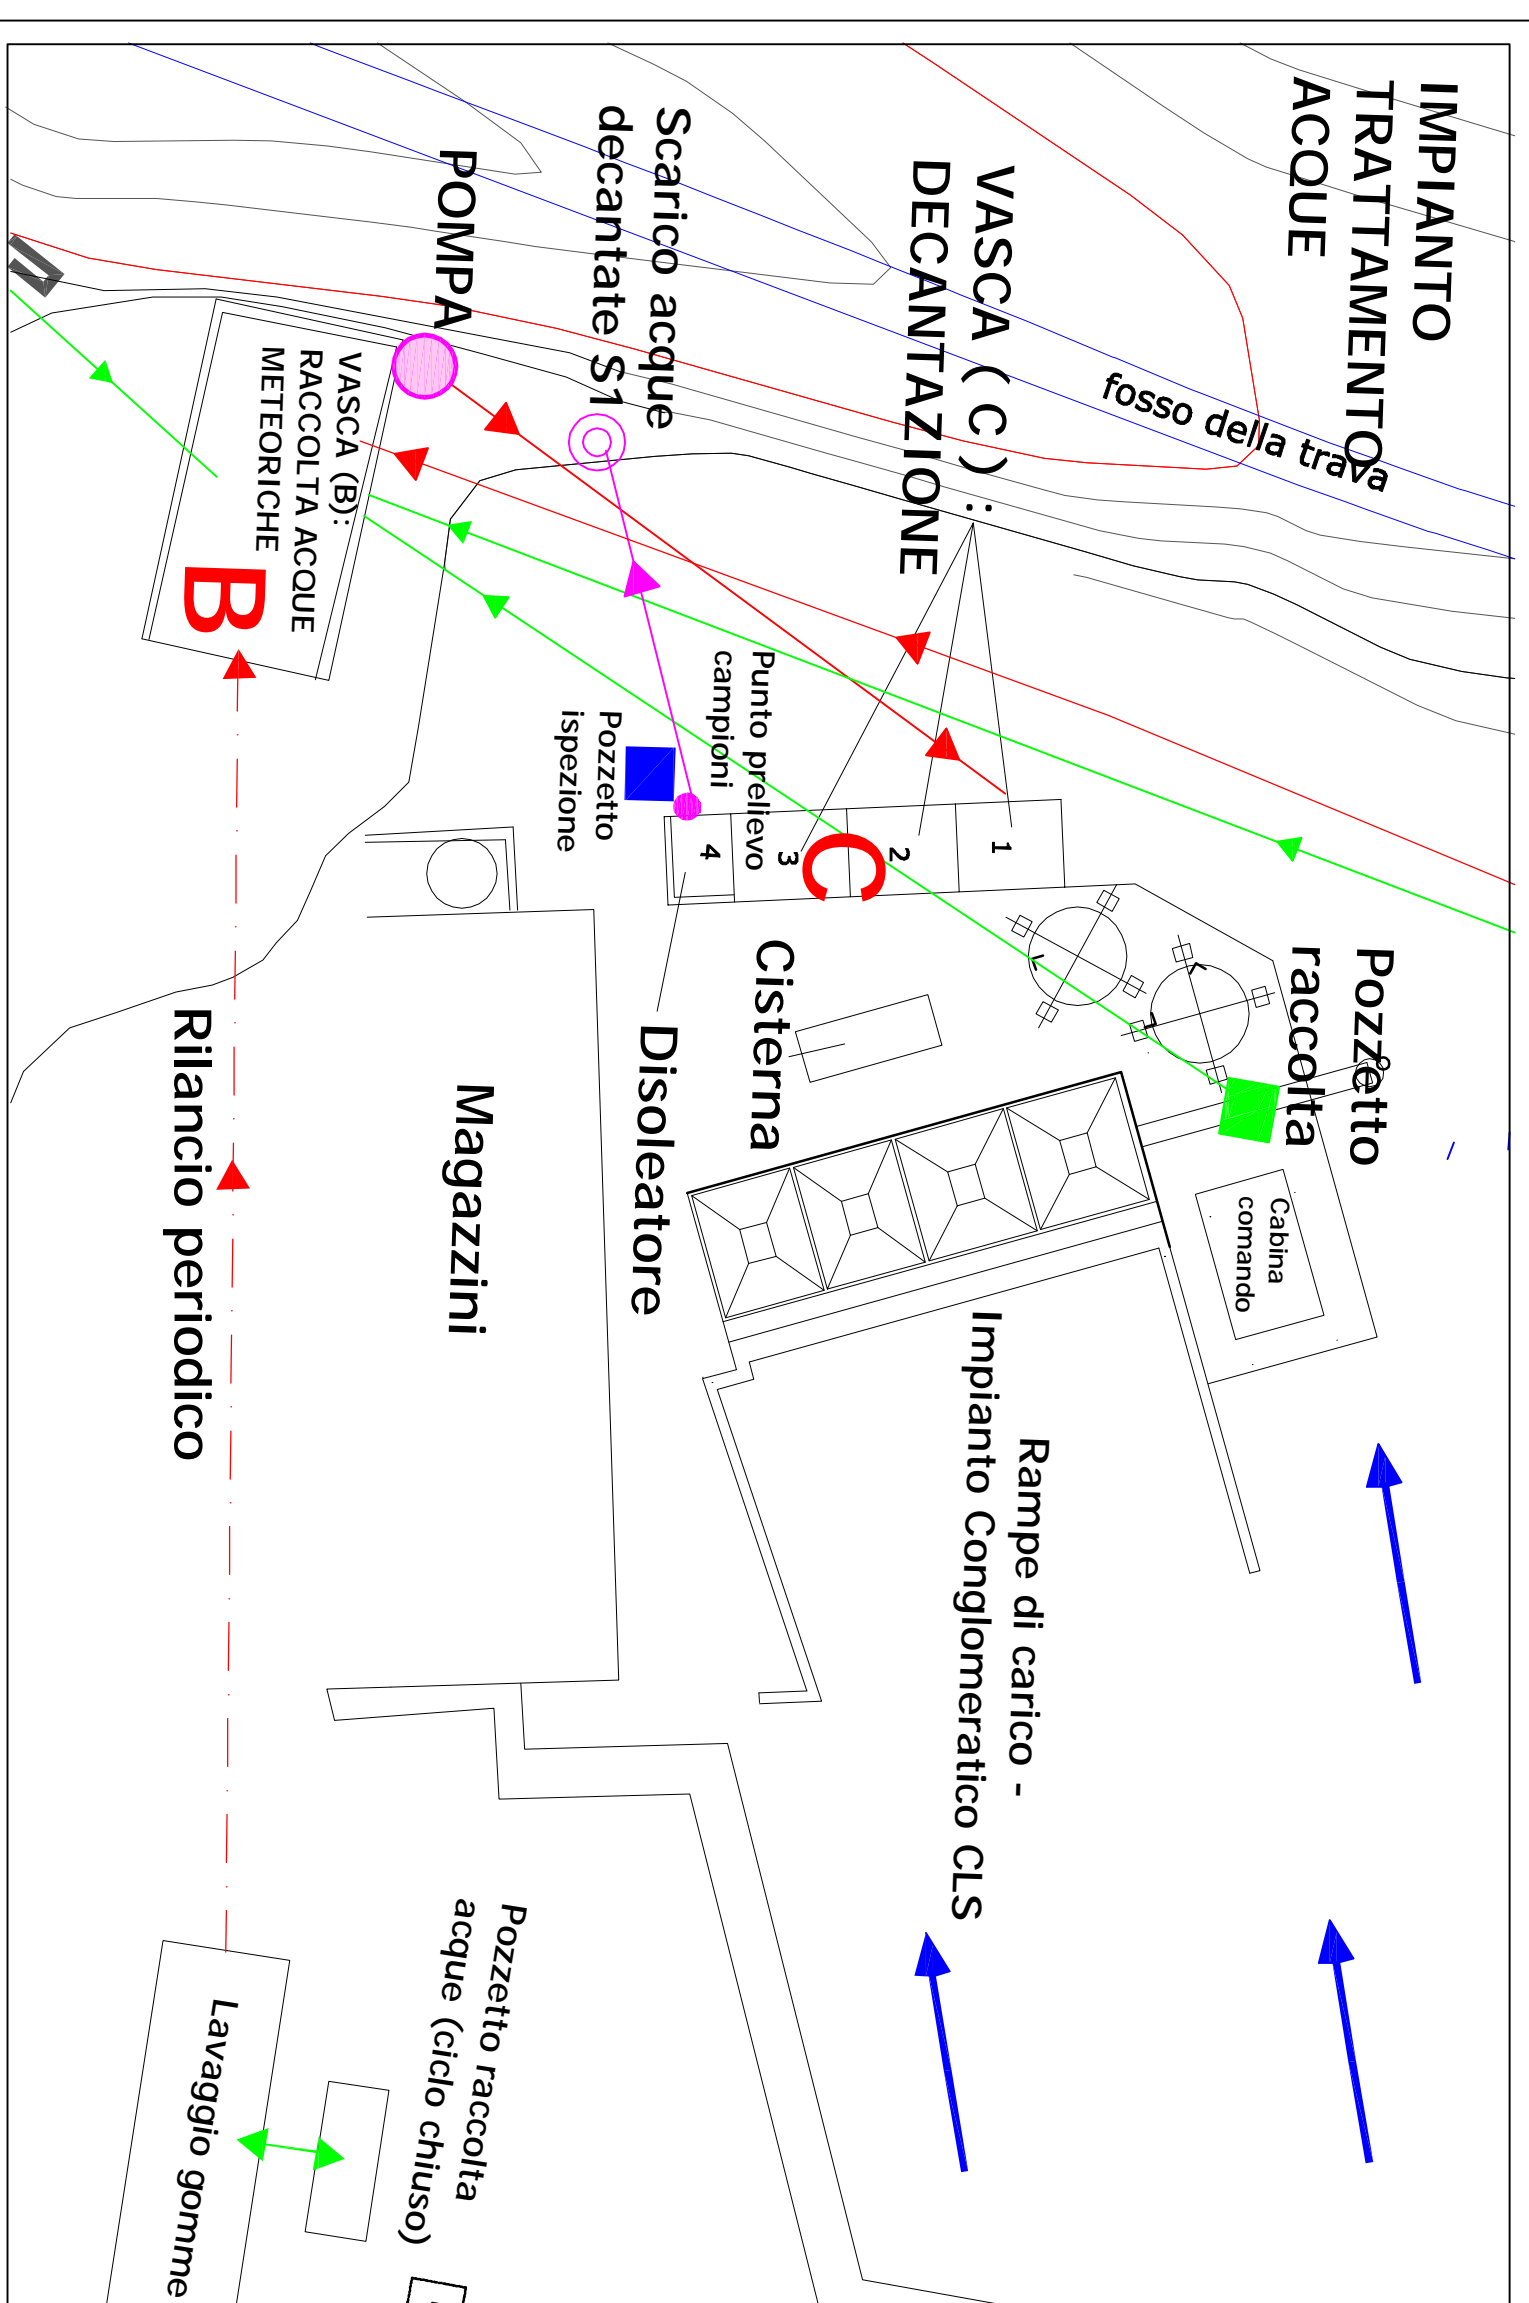 IMPIANTO
TRATTAMENTO
ACQUE
fosso della trava
VASCA ( C ) :
DECANTAZIONE
Scarico acque
decantate S1
POMPA
VASCA (B):
RACCOLTA ACQUE
METEORICHE
B
Punto prelievo
campioni
Pozzetto
ispezione
1
2
3
4
C
Pozzetto
raccolta
Cisterna
Disoleatore
Magazzini
Rilancio periodico
Cabina
comando
Rampe di carico -
Impianto Conglomeratico CLS
Pozzetto raccolta
acque (ciclo chiuso)
Lavaggio gomme